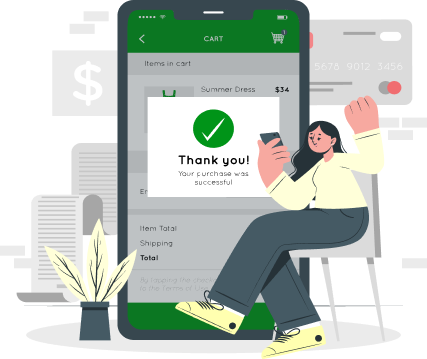 CART
Items in cart
$
5678 9012 3456
Summer Dress $34
Thank you!
Your purchase was
successful
Item Total
Shipping
Total